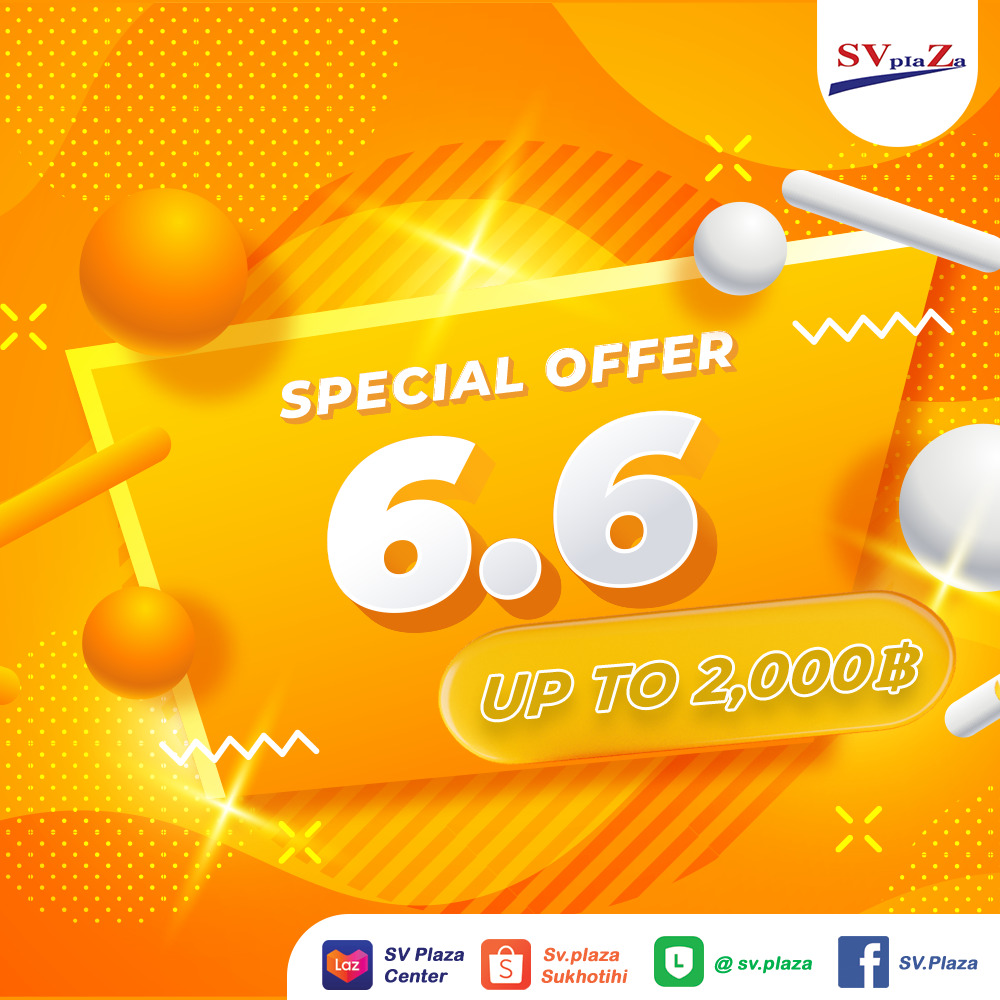 SVplaZa
SPECIAL OFFER
6.6
UP TO 2,000฿
Laz
SV Plaza
Center
S
Sv.plaza
Sukhotihi
L
@ sv.plaza
f
SV.Plaza